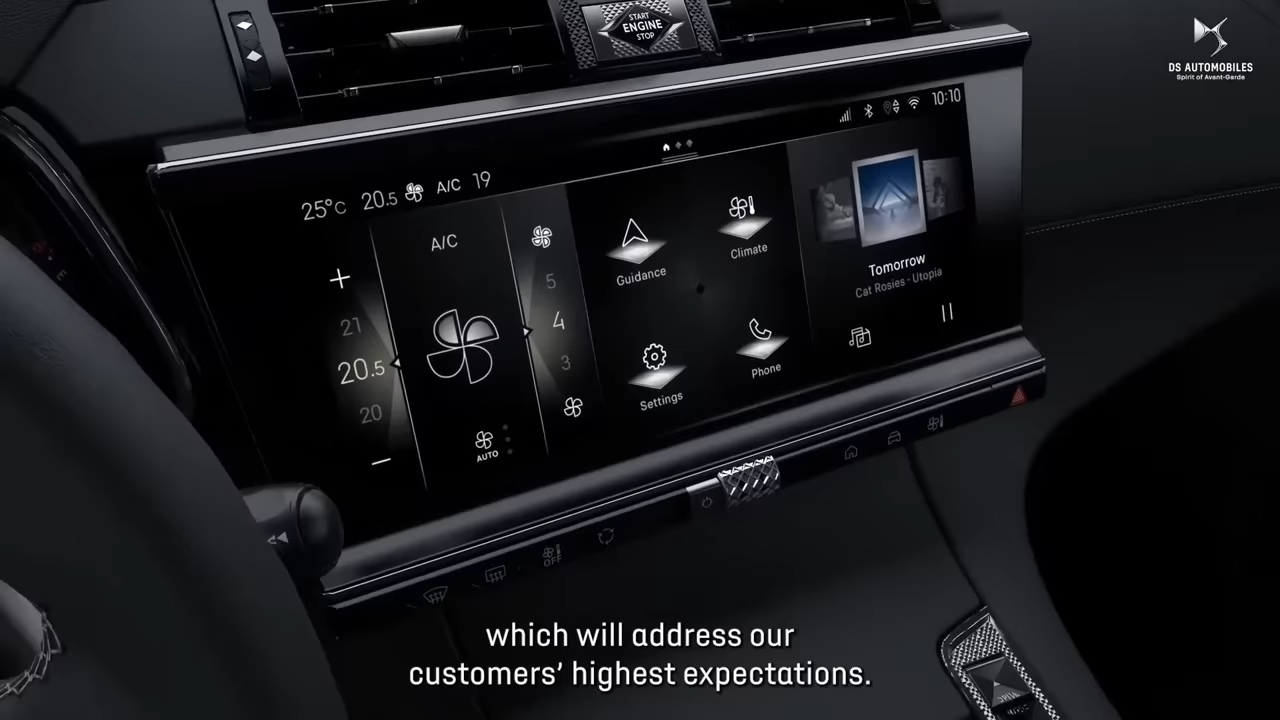 START
ENGINE
STOP
DS AUTOMOBILES
Spirit of Avant-Garde
10:10
25°C 20.5 A/C 19
A/C
21
20.5
20
AUTO
5
4
3
Guidance
Climate
Settings
Phone
Tomorrow
Cat Rosies - Utopia
OFF
which will address our
customers' highest expectations.